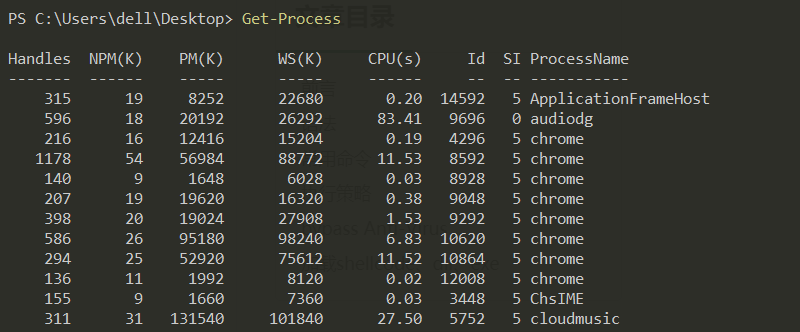 PS C:\Users\dell\Desktop> Get-Process
Handles NPM(K) PM(K) WS(K) CPU(s) Id SI ProcessName
------- ------ ----- ----- ------ -- -- -----------
315 19 8252 22680 0.20 14592 5 ApplicationFrameHost
596 18 20192 26292 83.41 9696 0 audiodg
216 16 12416 15204 0.19 4296 5 chrome
1178 54 56984 88772 11.53 8592 5 chrome
140 9 1648 6028 0.03 8928 5 chrome
207 19 19620 16320 0.38 9048 5 chrome
398 20 19024 27908 1.53 9292 5 chrome
586 26 95180 98240 6.83 10620 5 chrome
294 25 52920 75612 11.52 10864 5 chrome
136 11 1992 8120 0.02 12008 5 chrome
155 9 1660 7360 0.03 3448 5 ChsIME
311 31 131540 101840 27.50 5752 5 cloudmusic